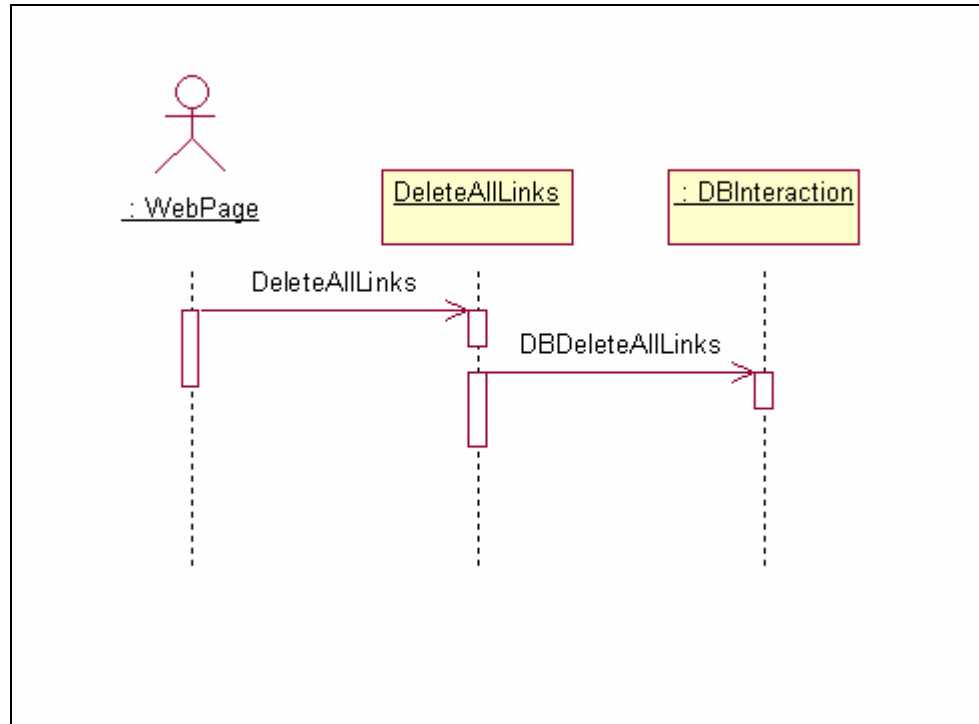 : WebPage
DeleteAllLinks
: DBInteraction
DeleteAllLinks
DBDeleteAllLinks